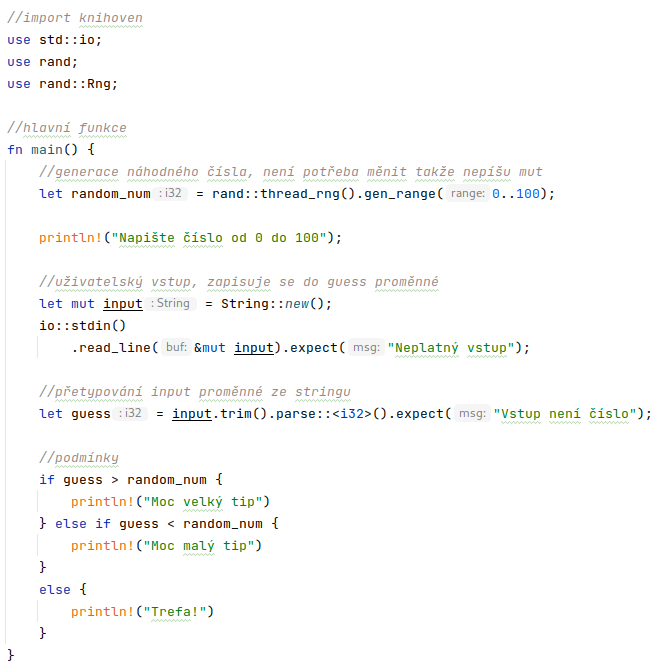 //import knihoven
use std::io;
use rand;
use rand::Rng;
//hlavní funkce
fn main() {
//generace náhodného čísla, není potřeba měnit takže nepíšu mut
let random_num : i32 = rand::thread_rng().gen_range( range: 0..100);
println!("Napište číslo od 0 do 100");
//uživatelský vstup, zapisuje se do guess proměnné
let mut input : String = String::new();
io::stdin()
.read_line( buf: &mut input).expect( msg: "Neplatný vstup");
//přetypování input proměnné ze stringu
let guess : i32 = input.trim().parse::<i32>().expect( msg: "Vstup není číslo");
//podmínky
if guess > random_num {
println!("Moc velký tip")
} else if guess < random_num {
println!("Moc malý tip")
}
else {
println!("Trefa!")
}
}